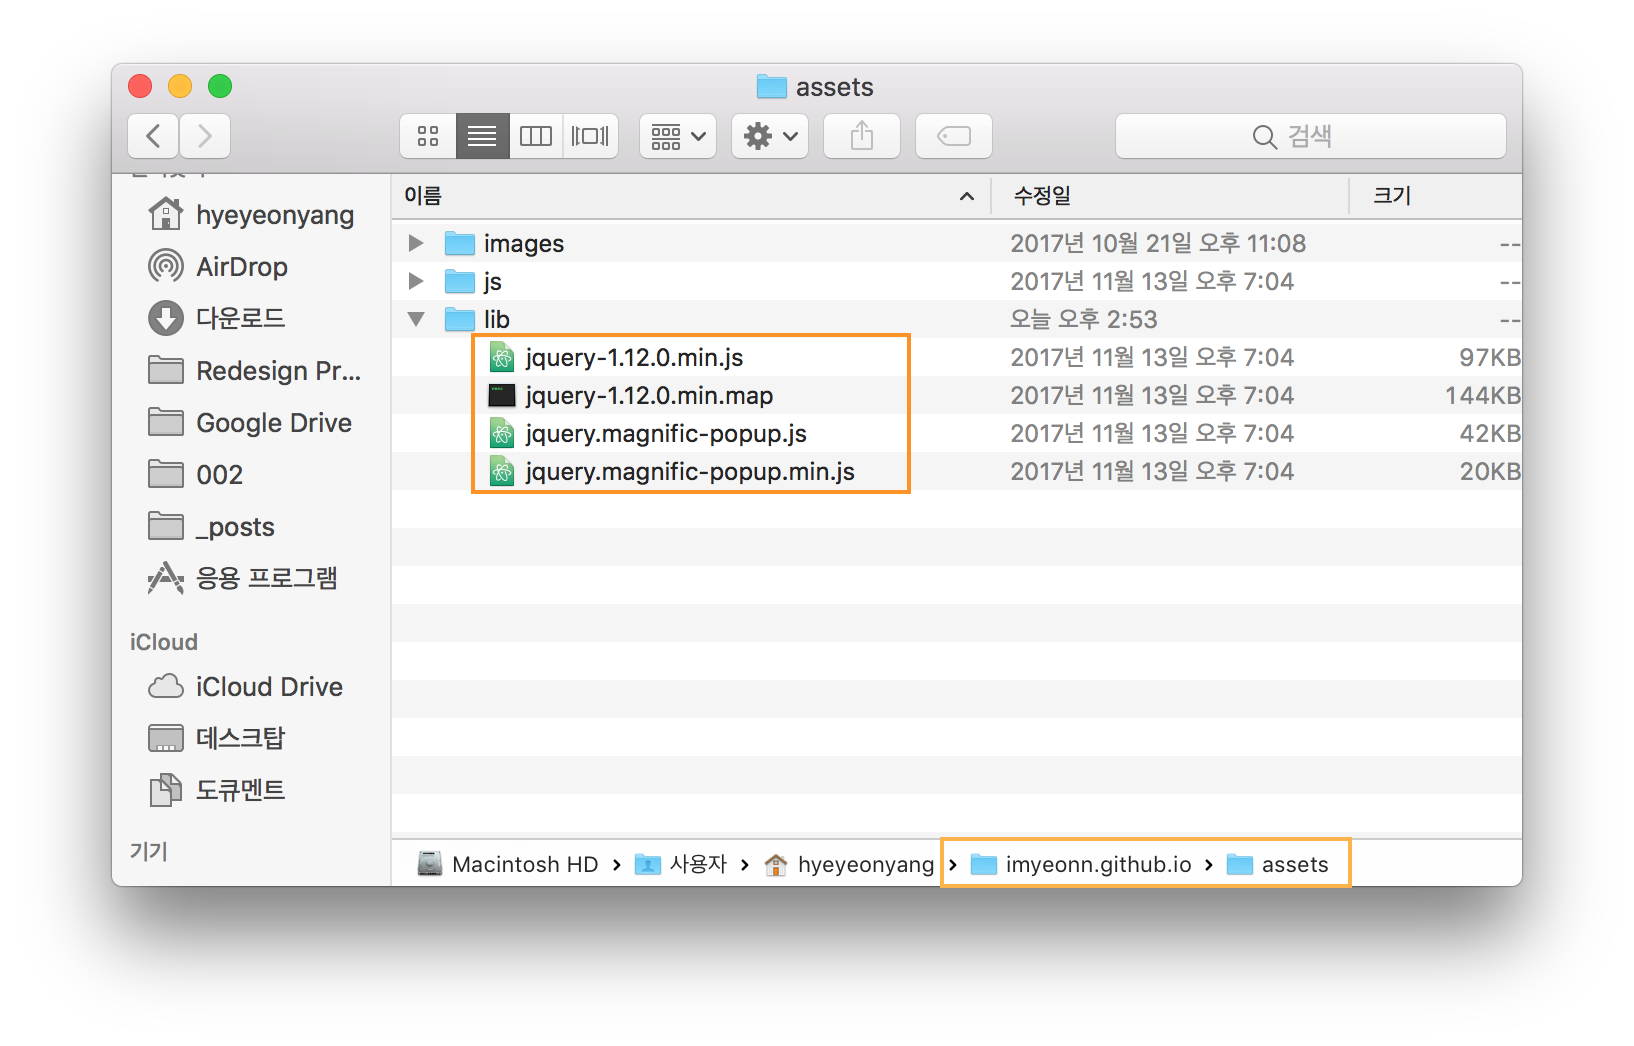 assets
검색
hyeyeonyang
AirDrop
다운로드
Redesign Pr...
Google Drive
002
_posts
응용 프로그램
iCloud
iCloud Drive
데스크탑
도큐멘트
기기
이름 수정일 크기
images 2017년 10월 21일 오후 11:08 --
js 2017년 11월 13일 오후 7:04 --
lib 오늘 오후 2:53 --
jquery-1.12.0.min.js 2017년 11월 13일 오후 7:04 97KB
jquery-1.12.0.min.map 2017년 11월 13일 오후 7:04 144KB
jquery.magnific-popup.js 2017년 11월 13일 오후 7:04 42KB
jquery.magnific-popup.min.js 2017년 11월 13일 오후 7:04 20KB
Macintosh HD › 사용자 › hyeyeonyang › imyeonn.github.io › assets